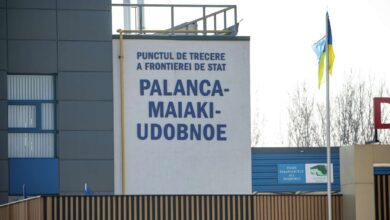 PUNCTUL DE TRECERE
A FRONTIEREI DE STAT
PALANCA-
MAIAKI-
UDOBNOE